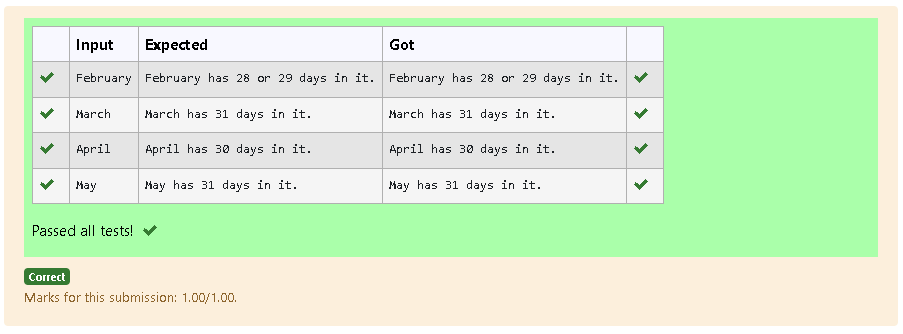 Input Expected Got
February February has 28 or 29 days in it. February has 28 or 29 days in it.
March March has 31 days in it. March has 31 days in it.
April April has 30 days in it. April has 30 days in it.
May May has 31 days in it. May has 31 days in it.
Passed all tests!
Correct
Marks for this submission: 1.00/1.00.